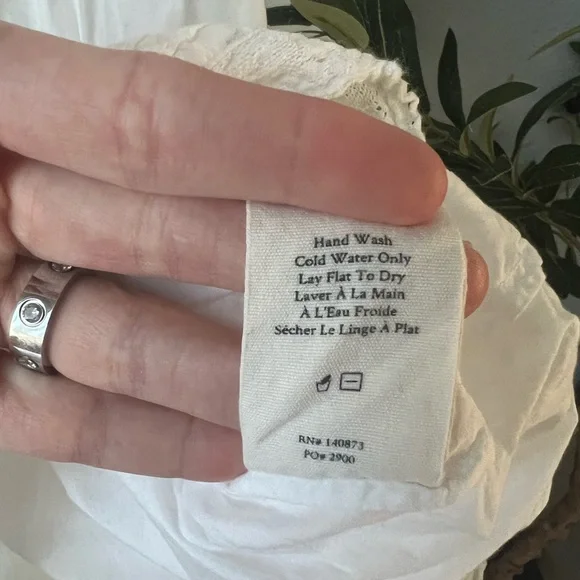 Hand Wash
Cold Water Only
Lay Flat To Dry
Laver À La Main
À L'Eau Froide
Sécher Le Linge À Plat
RN# 140873
PO# 2900